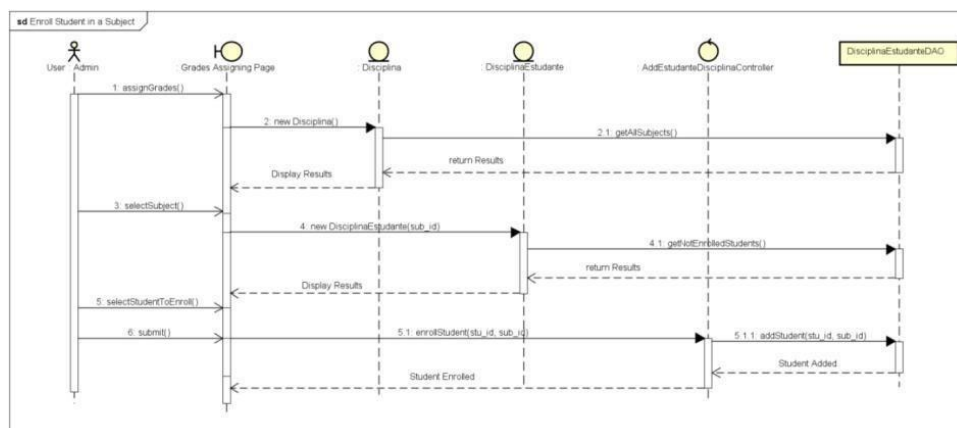 sd Enroll Student in a Subject
User : Admin
Grades Assigning Page
: Disciplina
DisciplinaEstudante
: AddEstudanteDisciplinaController
DisciplinaEstudanteDAO
1: assignGrades()
2: new Disciplina()
2.1: getAllSubjects()
return Results
Display Results
3: selectSubject()
4: new DisciplinaEstudante(sub_id)
4.1: getNotEnrolledStudents()
return Results
Display Results
5: selectStudentToEnroll()
6: submit()
5.1: enrollStudent(stu_id, sub_id)
5.1.1: addStudent(stu_id, sub_id)
Student Added
Student Enrolled